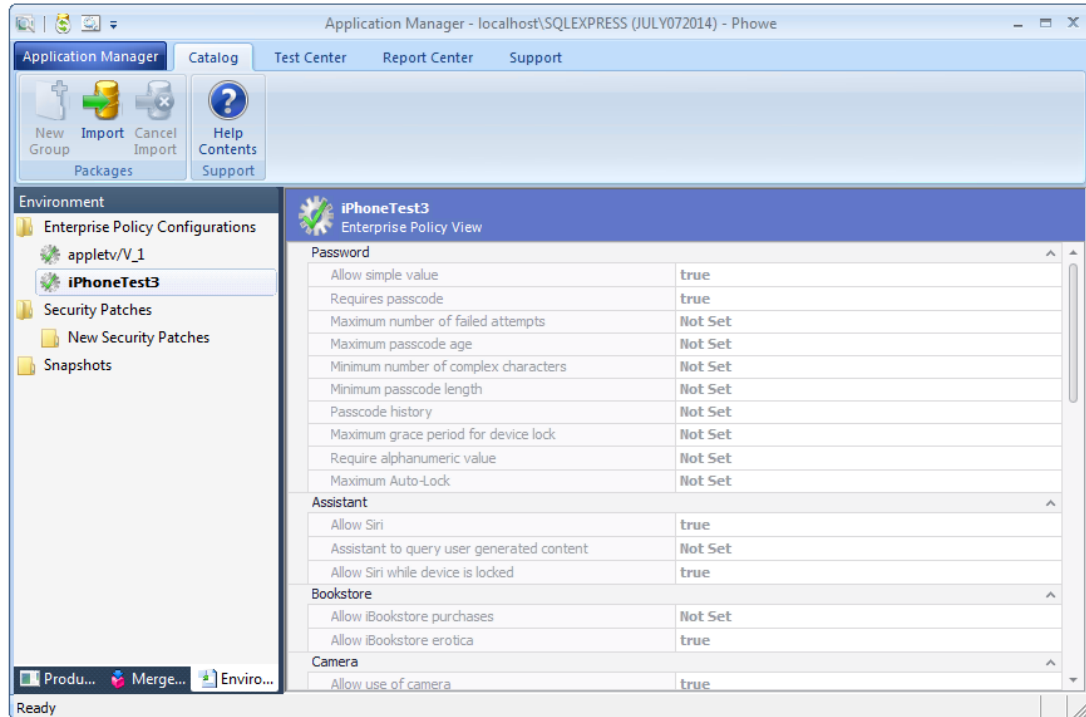 Application Manager - localhost\SQLEXPRESS (JULY072014) - Phowe
Application Manager Catalog Test Center Report Center Support
New Group Import Cancel Import Help Contents
Packages Support
Environment
Enterprise Policy Configurations
appletv/V_1
iPhoneTest3
Security Patches
New Security Patches
Snapshots
Produ... Merge... Enviro...
iPhoneTest3
Enterprise Policy View
Password
Allow simple value true
Requires passcode true
Maximum number of failed attempts Not Set
Maximum passcode age Not Set
Minimum number of complex characters Not Set
Minimum passcode length Not Set
Passcode history Not Set
Maximum grace period for device lock Not Set
Require alphanumeric value Not Set
Maximum Auto-Lock Not Set
Assistant
Allow Siri true
Assistant to query user generated content Not Set
Allow Siri while device is locked true
Bookstore
Allow iBookstore purchases Not Set
Allow iBookstore erotica true
Camera
Allow use of camera true
Ready